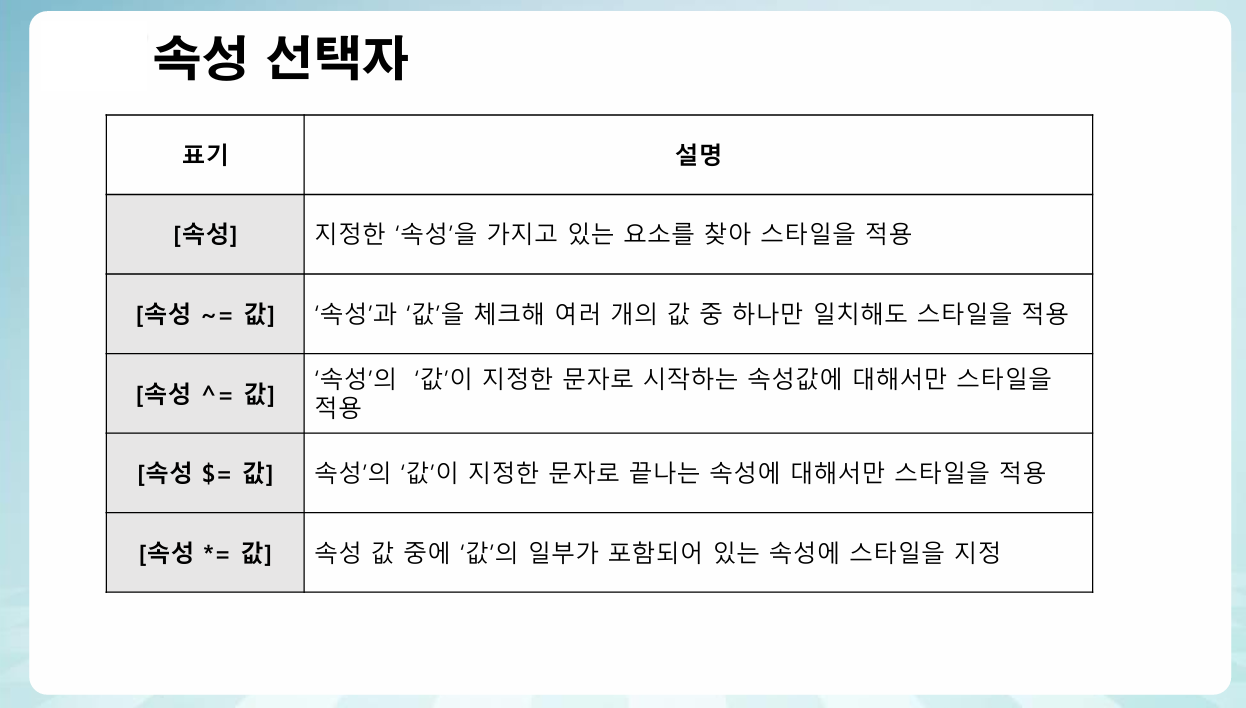 속성 선택자
표기 설명
[속성] 지정한 ‘속성’을 가지고 있는 요소를 찾아 스타일을 적용
[속성 ~= 값] ‘속성’과 ‘값’을 체크해 여러 개의 값 중 하나만 일치해도 스타일을 적용
[속성 ^= 값] ‘속성’의  ‘값’이 지정한 문자로 시작하는 속성값에 대해서만 스타일을
적용
[속성 $= 값] 속성’의 ‘값’이 지정한 문자로 끝나는 속성에 대해서만 스타일을 적용
[속성 *= 값] 속성 값 중에 ‘값’의 일부가 포함되어 있는 속성에 스타일을 지정